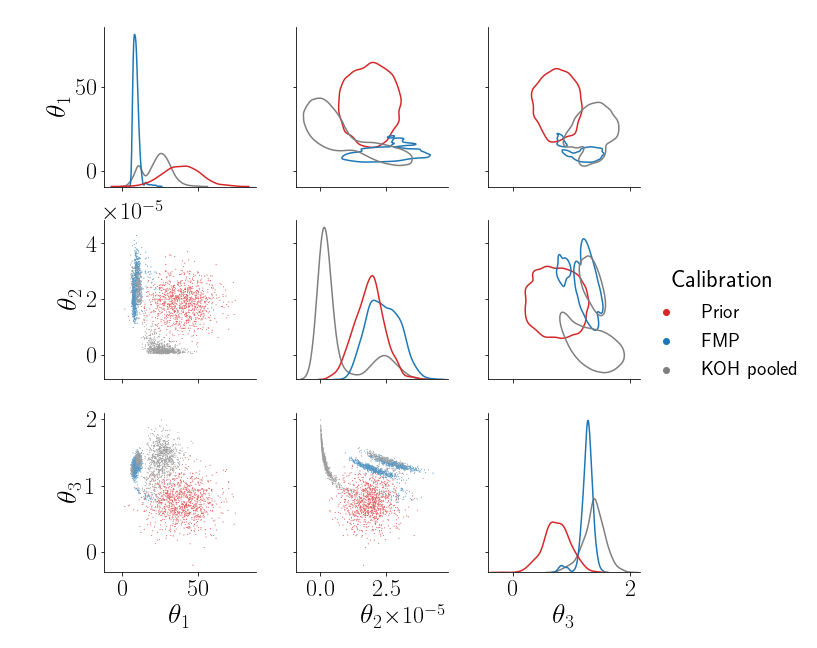 50
0
θ₁
×10⁻⁵
4
2
0
θ₂
Calibration
Prior
FMP
KOH pooled
2
1
0
θ₃
0 50
0.0 2.5
0 2
θ₁
θ₂×10⁻⁵
θ₃